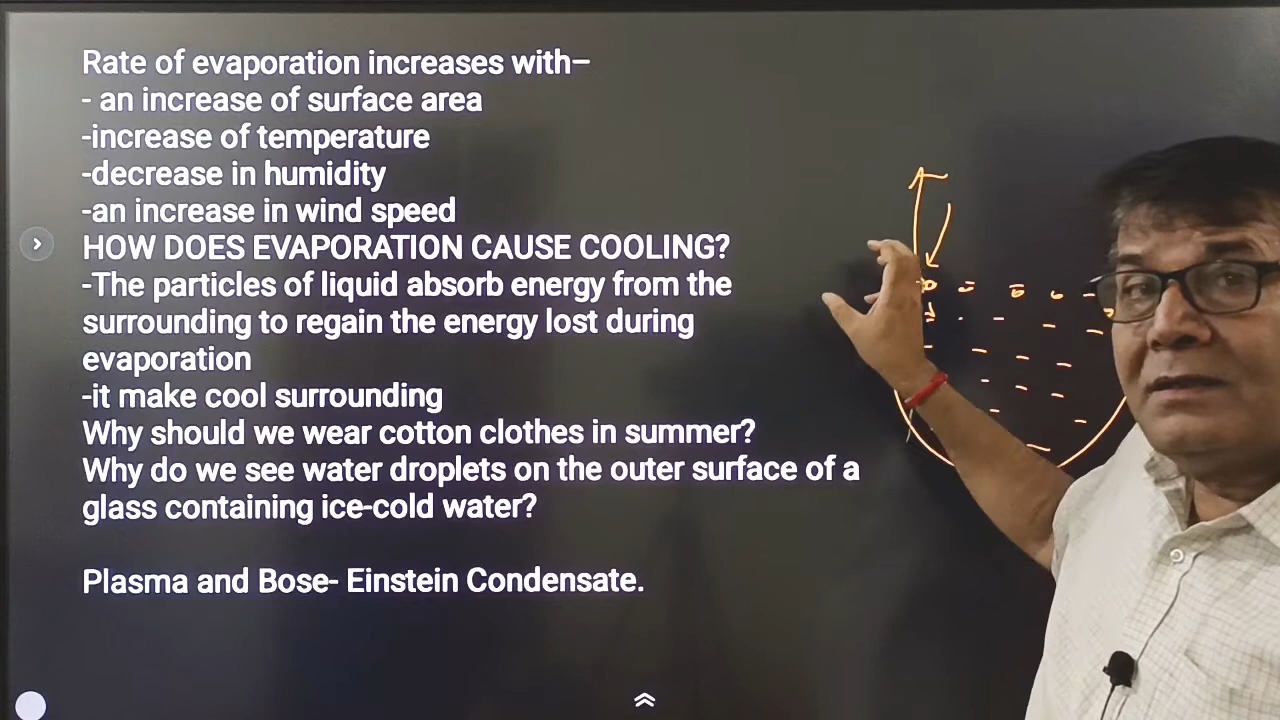 Rate of evaporation increases with–
- an increase of surface area
-increase of temperature
-decrease in humidity
-an increase in wind speed
HOW DOES EVAPORATION CAUSE COOLING?
-The particles of liquid absorb energy from the
surrounding to regain the energy lost during
evaporation
-it make cool surrounding
Why should we wear cotton clothes in summer?
Why do we see water droplets on the outer surface of a
glass containing ice-cold water?
Plasma and Bose- Einstein Condensate.